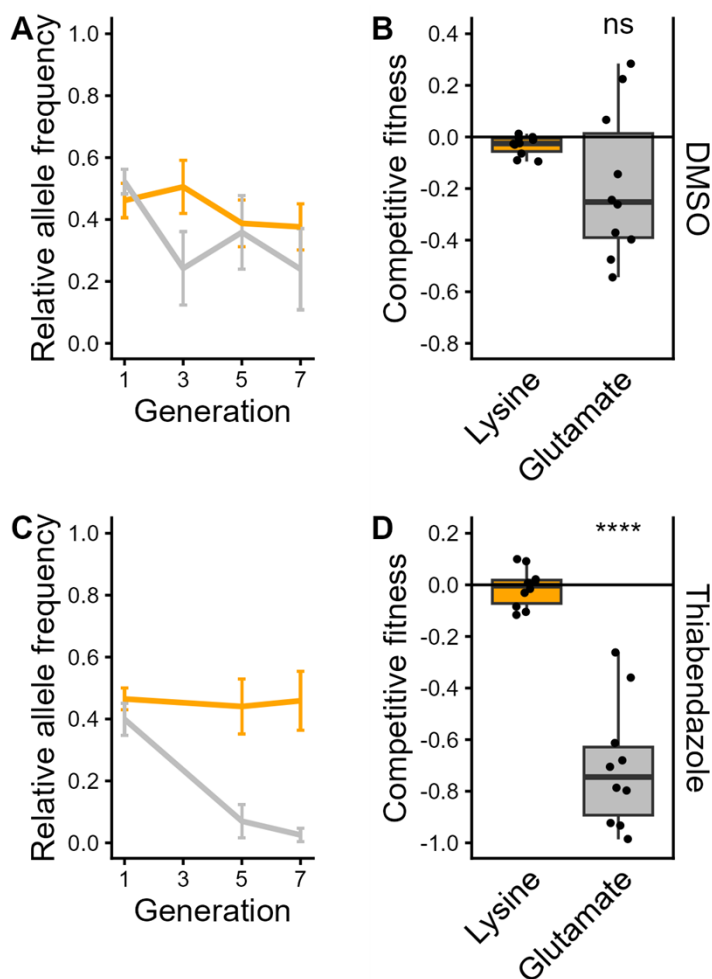 A
Relative allele frequency
1.0
0.8
0.6
0.4
0.2
0.0
1 3 5 7
Generation
B
Competitive fitness
0.4
0.2
0.0
-0.2
-0.4
-0.6
-0.8
ns
Lysine
Glutamate
DMSO
C
Relative allele frequency
1.0
0.8
0.6
0.4
0.2
0.0
1 3 5 7
Generation
D
Competitive fitness
0.2
0.0
-0.2
-0.4
-0.6
-0.8
-1.0
****
Lysine
Glutamate
Thiabendazole